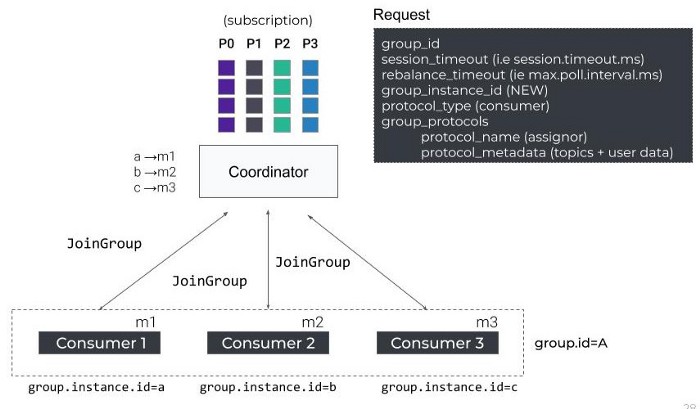 (subscription)
P0 P1 P2 P3
Request
group_id
session_timeout (i.e session.timeout.ms)
rebalance_timeout (ie max.poll.interval.ms)
group_instance_id (NEW)
protocol_type (consumer)
group_protocols
protocol_name (assignor)
protocol_metadata (topics + user data)
a →m1
b →m2
c →m3
Coordinator
JoinGroup
JoinGroup
JoinGroup
m1
m2
m3
Consumer 1
Consumer 2
Consumer 3
group.id=A
group.instance.id=a
group.instance.id=b
group.instance.id=c
28